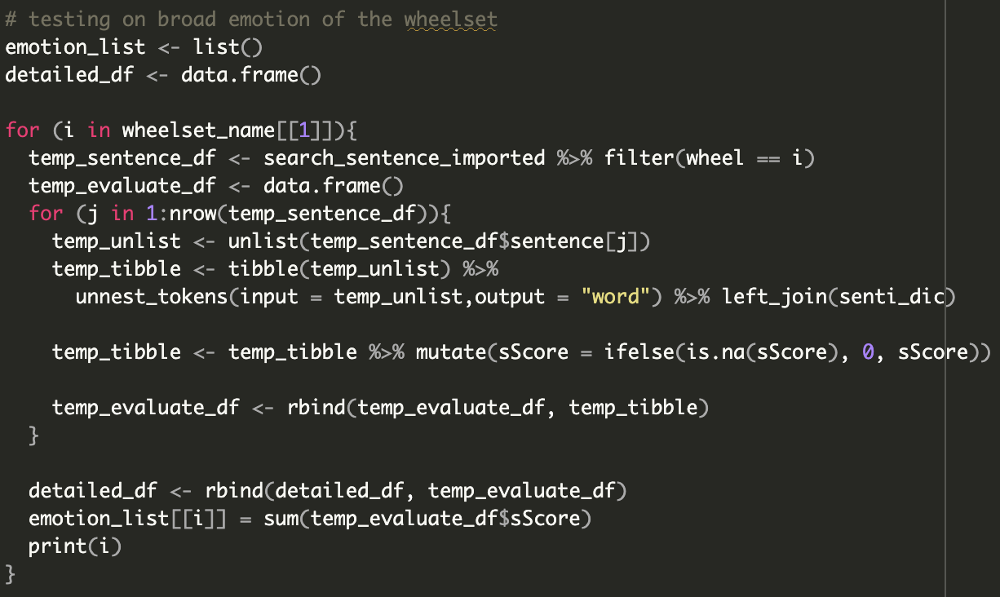 # testing on broad emotion of the wheelset
emotion_list <- list()
detailed_df <- data.frame()

for (i in wheelset_name[[1]]){
  temp_sentence_df <- search_sentence_imported %>% filter(wheel == i)
  temp_evaluate_df <- data.frame()
  for (j in 1:nrow(temp_sentence_df)){
    temp_unlist <- unlist(temp_sentence_df$sentence[j])
    temp_tibble <- tibble(temp_unlist) %>%
      unnest_tokens(input = temp_unlist,output = "word") %>% left_join(senti_dic)

    temp_tibble <- temp_tibble %>% mutate(sScore = ifelse(is.na(sScore), 0, sScore))

    temp_evaluate_df <- rbind(temp_evaluate_df, temp_tibble)
  }

  detailed_df <- rbind(detailed_df, temp_evaluate_df)
  emotion_list[[i]] = sum(temp_evaluate_df$sScore)
  print(i)
}